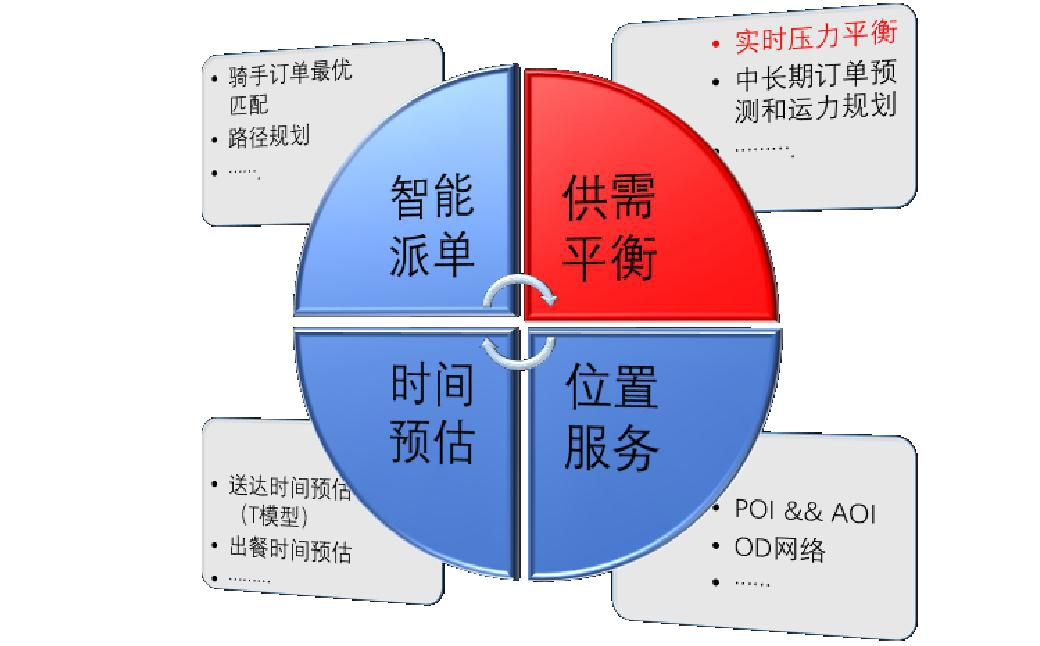 • 骑手订单最优
匹配
• 路径规划
• …….
• 实时压力平衡
• 中长期订单预
测和运力规划
• ……….
智能
派单
供需
平衡
时间
预估
位置
服务
• 送达时间预估
（T模型）
• 出餐时间预估
• ………
• POI && AOI
• OD网络
• ……